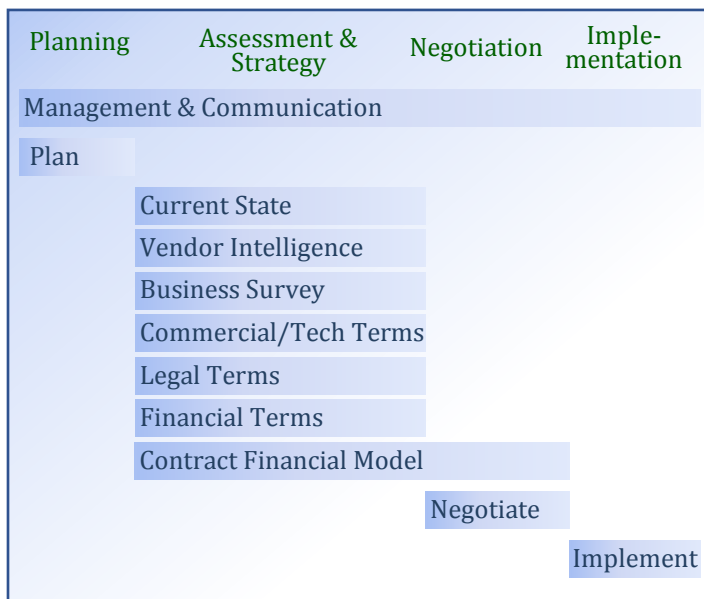 Planning
Assessment &
Strategy
Negotiation
Imple-
mentation
Management & Communication
Plan
Current State
Vendor Intelligence
Business Survey
Commercial/Tech Terms
Legal Terms
Financial Terms
Contract Financial Model
Negotiate
Implement